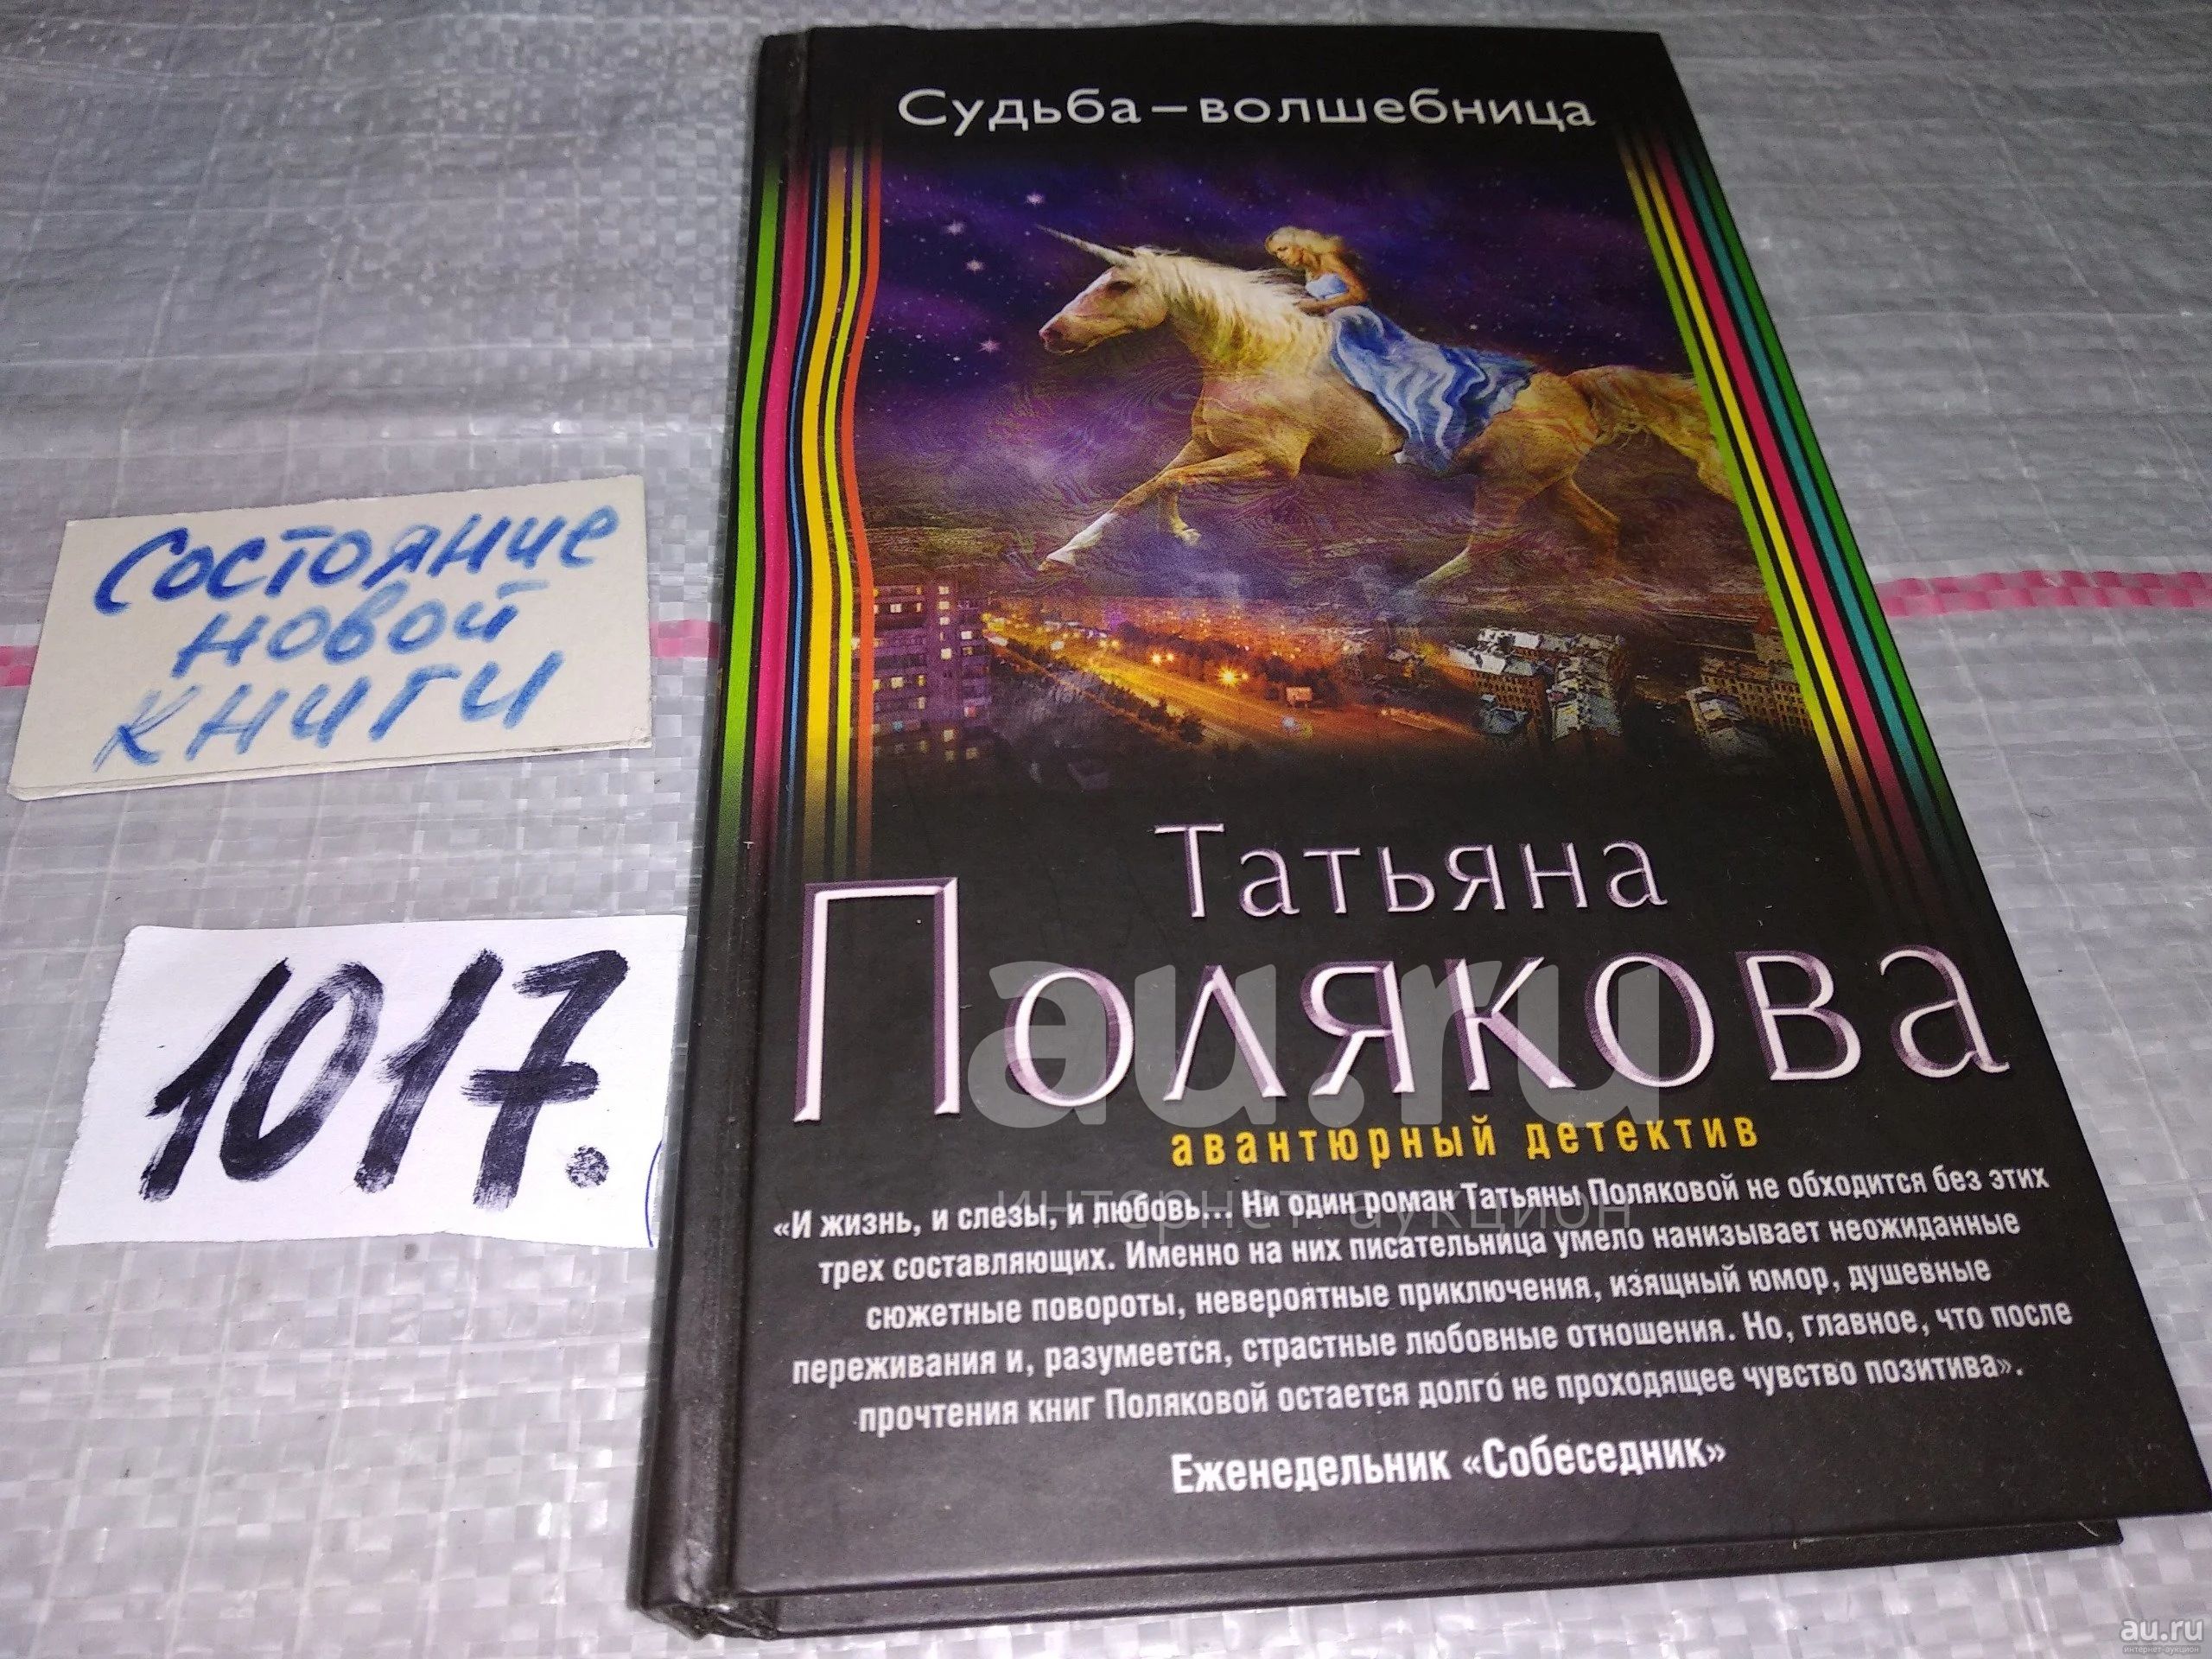 Судьба – волшебница
Состояние
новой
книги
1017.
Татьяна
Полякова
авантюрный детектив
«И жизнь, и слезы, и любовь... Ни один роман Татьяны Поляковой не обходится без этих
трех составляющих. Именно на них писательница умело нанизывает неожиданные
сюжетные повороты, невероятные приключения, изящный юмор, душевные
переживания и, разумеется, страстные любовные отношения. Но, главное, что после
прочтения книг Поляковой остается долго не проходящее чувство позитива».
Еженедельник «Собеседник»
au.ru
интернет-аукцион
au.ru
интернет-аукцион